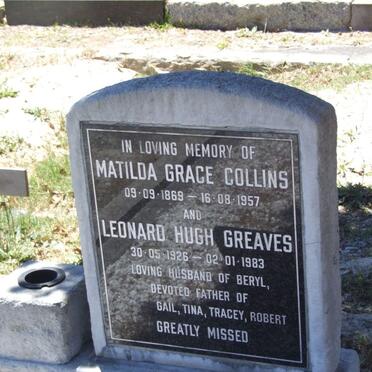 IN LOVING MEMORY OF
MATILDA GRACE COLLINS
09·09·1869 — 16·08·1957
AND
LEONARD HUGH GREAVES
30·05·1926 — 02·01·1983
LOVING HUSBAND OF BERYL,
DEVOTED FATHER OF
GAIL, TINA, TRACEY, ROBERT
GREATLY MISSED